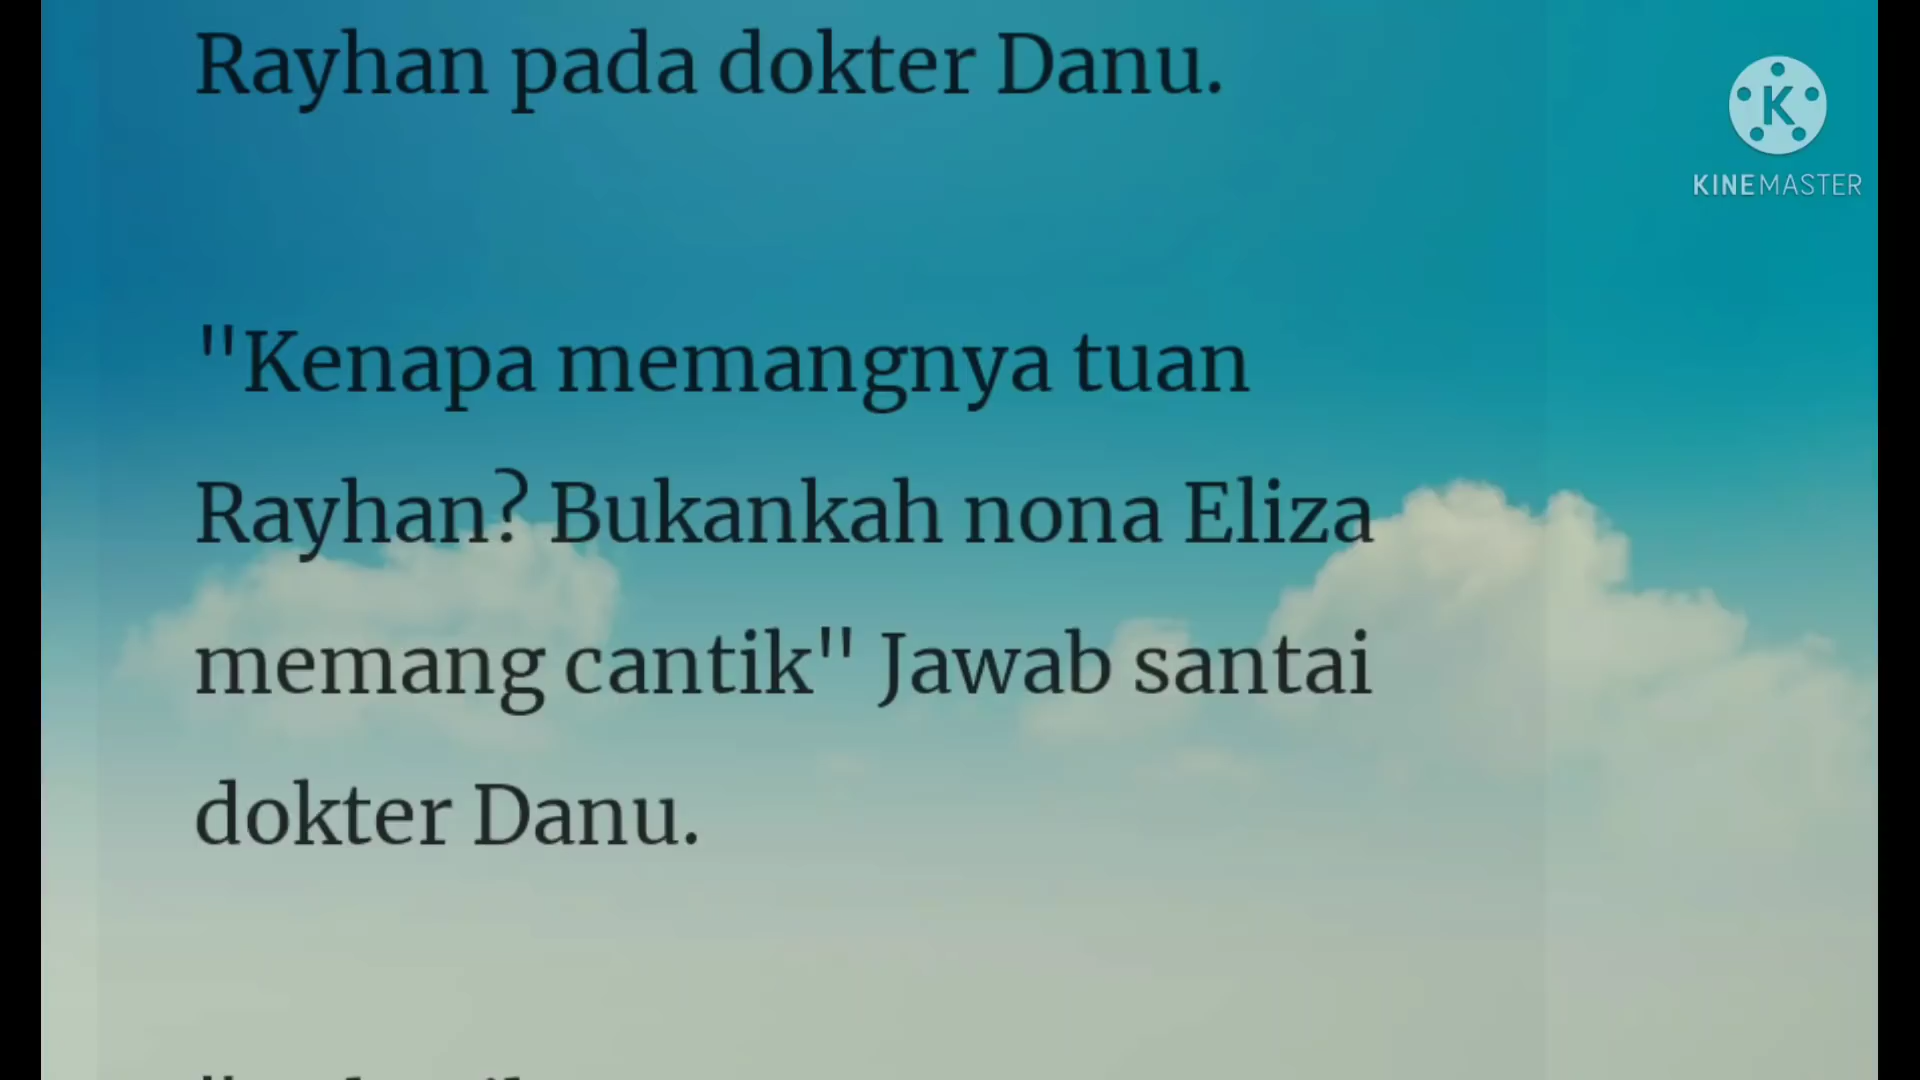 Rayhan pada dokter Danu.
KINEMASTER
"Kenapa memangnya tuan
Rayhan? Bukankah nona Eliza
memang cantik" Jawab santai
dokter Danu.